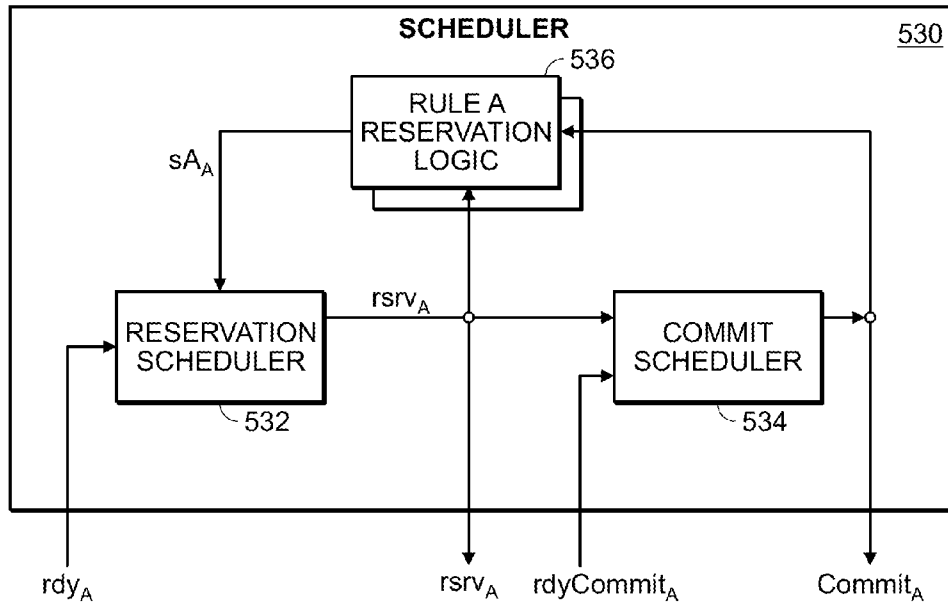 SCHEDULER
530
536
RULE A
RESERVATION
LOGIC
sA_A
rsrv_A
RESERVATION
SCHEDULER
COMMIT
SCHEDULER
532
534
rdy_A
rsrv_A
rdyCommit_A
Commit_A